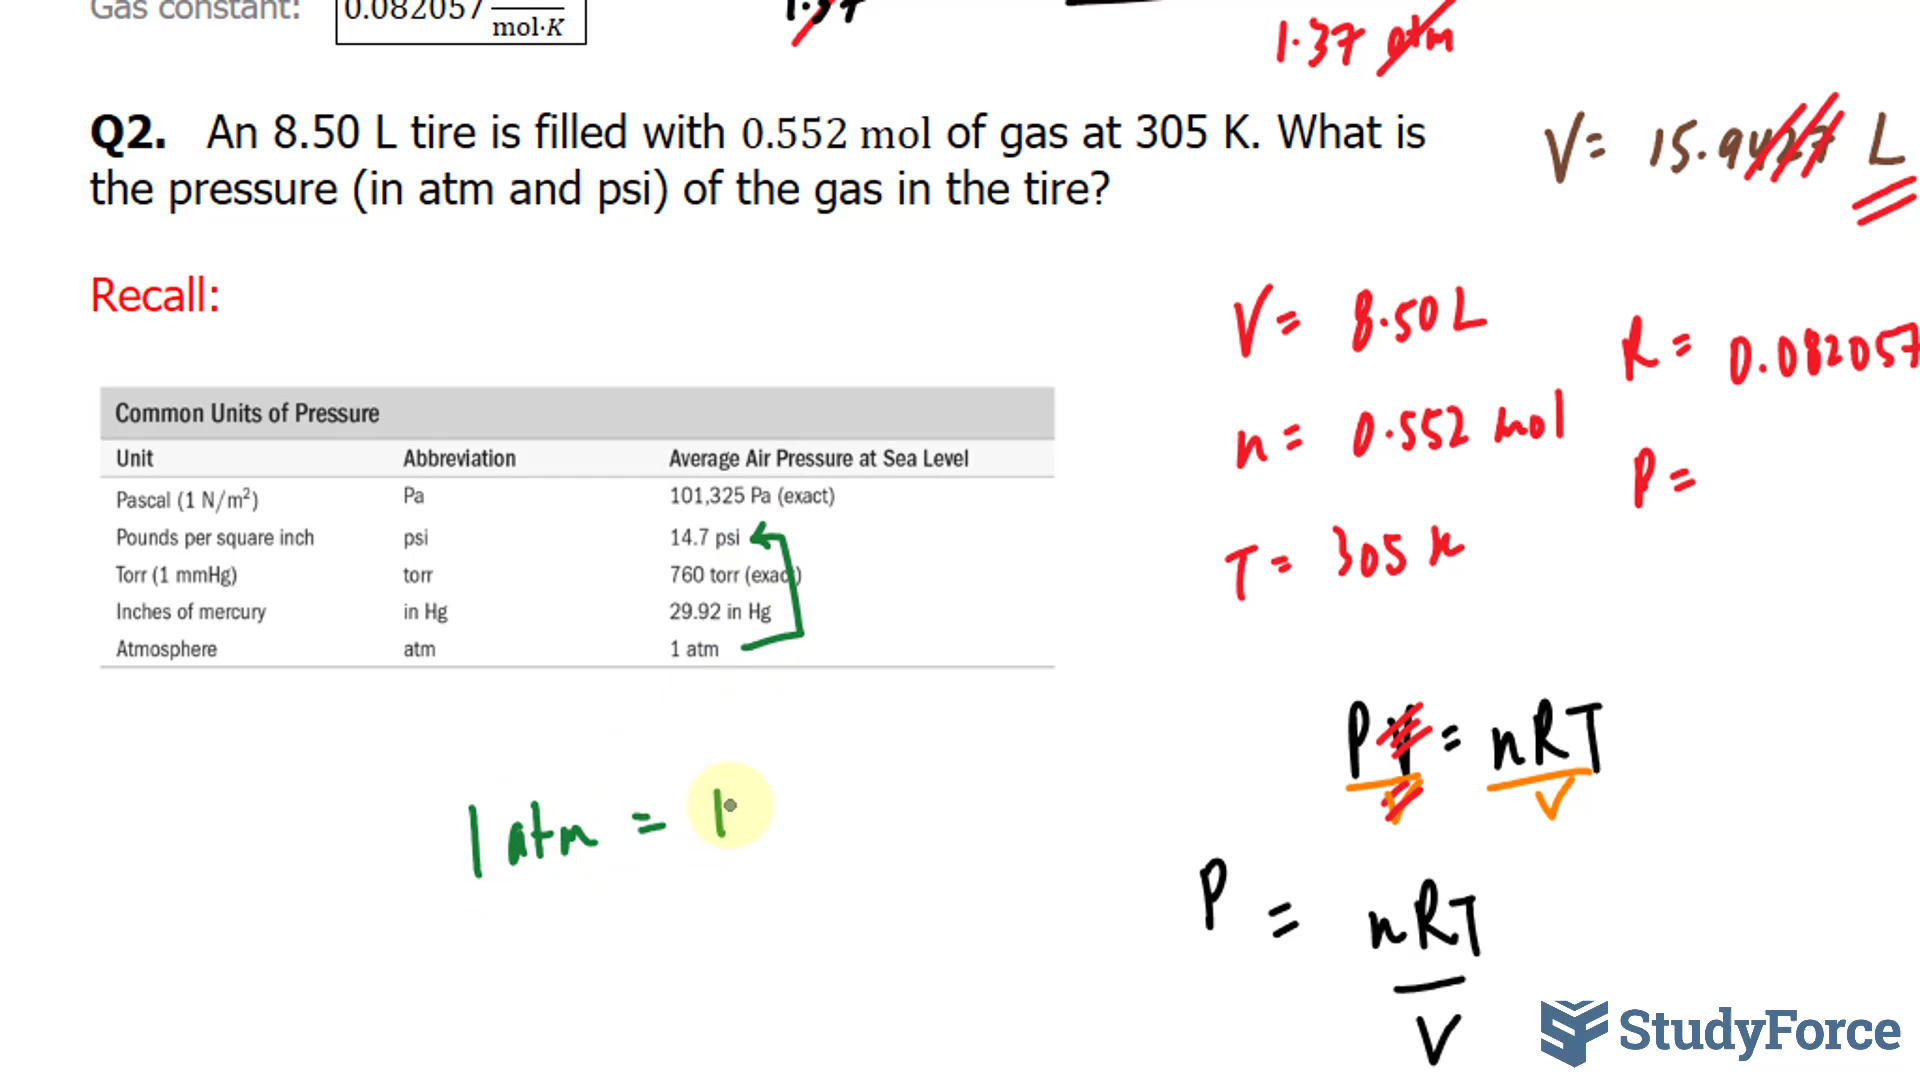 Gas constant: 0.082057 mol·K
1.37
1.37 atm
Q2. An 8.50 L tire is filled with 0.552 mol of gas at 305 K. What is
the pressure (in atm and psi) of the gas in the tire?
V = 15.9427 L
Recall:
V = 8.50 L
R = 0.082057
n = 0.552 mol
P =
T = 305 K
Common Units of Pressure
Unit Abbreviation Average Air Pressure at Sea Level
Pascal (1 N/m²) Pa 101,325 Pa (exact)
Pounds per square inch psi 14.7 psi
Torr (1 mmHg) torr 760 torr (exact)
Inches of mercury in Hg 29.92 in Hg
Atmosphere atm 1 atm
PV = nRT
V V
1 atm = 1
P = nRT
V
StudyForce